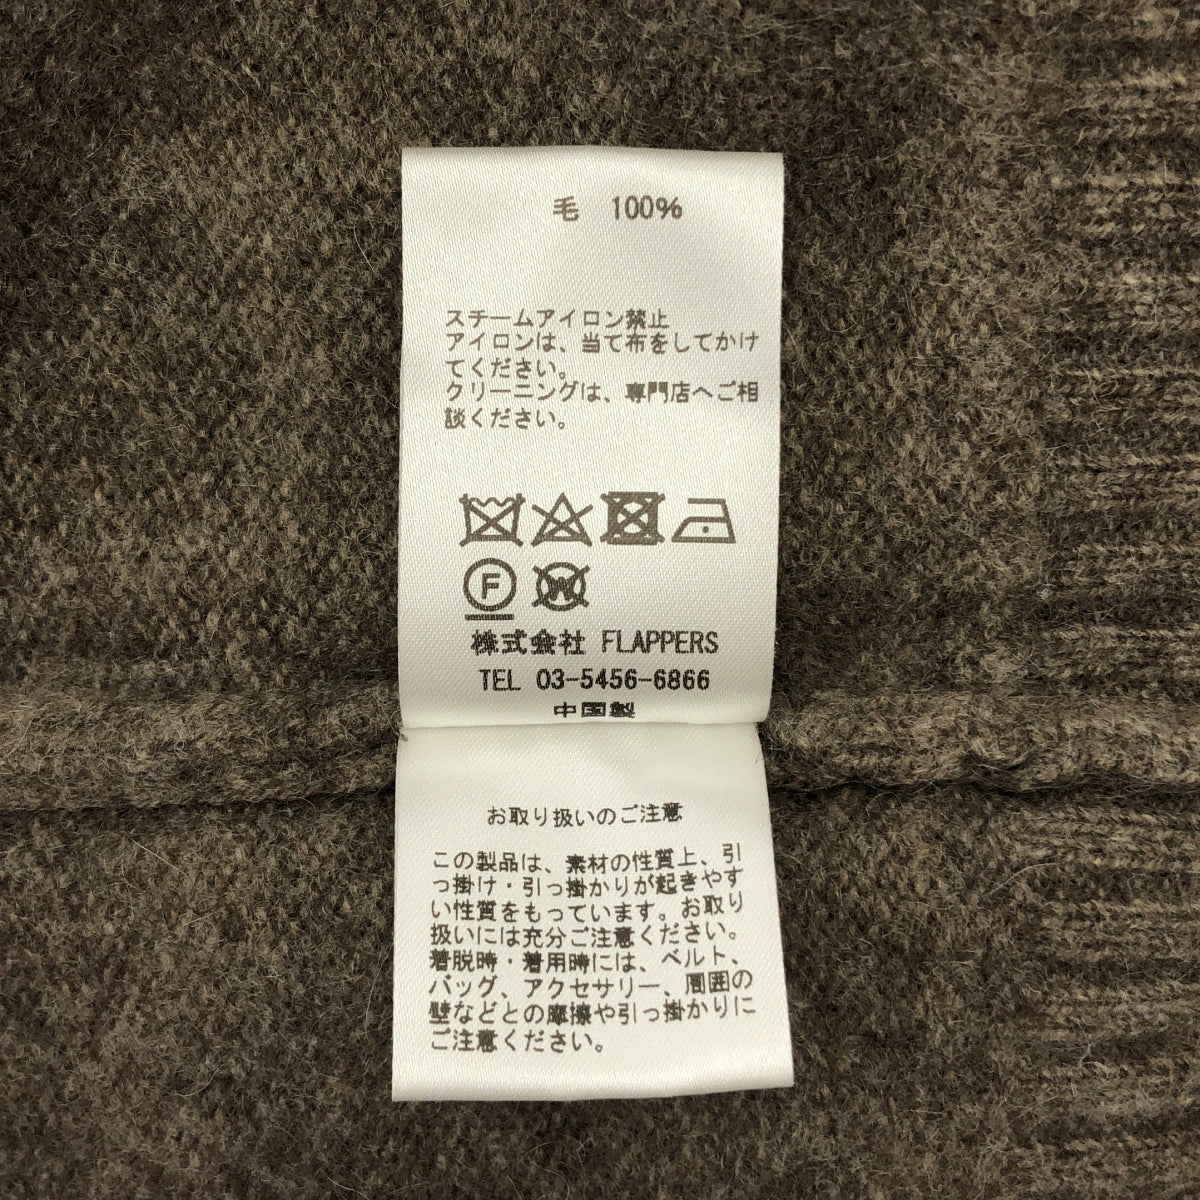 毛 100%
スチームアイロン禁止
アイロンは、当て布をしてかけ
てください。
クリーニングは、専門店へご相
談ください。
F W
株式会社 FLAPPERS
TEL 03-5456-6866
中国製
お取り扱いのご注意
この製品は、素材の性質上、引
っ掛け・引っ掛かりが起きやす
い性質をもっています。お取り
扱いには充分ご注意ください。
着脱時・着用時には、ベルト、
バッグ、アクセサリー、周囲の
壁などとの摩擦や引っ掛かりに
ご注意ください。